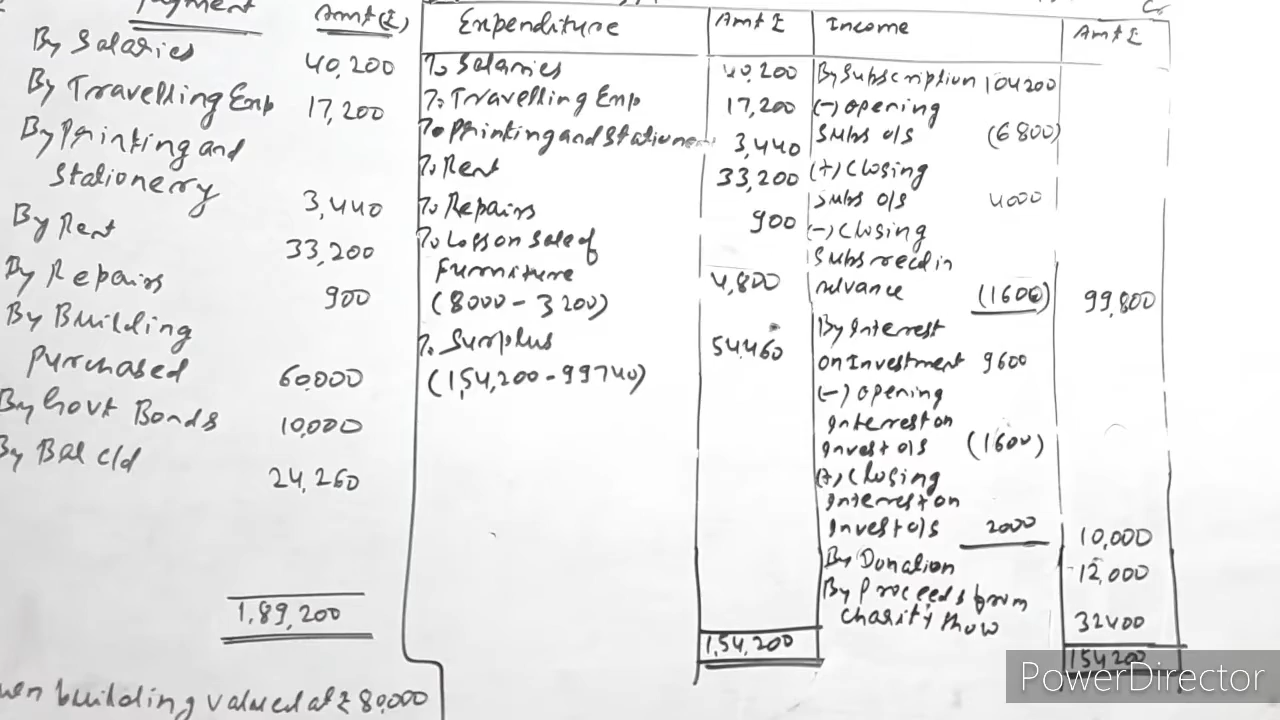 Payment Amt(₹)
By Salaries 40,200
By Travelling Exp 17,200
By Printing and
Stationery 3,440
By Rent 33,200
By Repairs 900
By Building
purchased 60,000
By Govt Bonds 10,000
By Bal c/d 24,260
1,89,200
building valued at ₹ 80,000
Cr
Expenditure Amt ₹ Income Amt ₹
To Salaries 40,200
To Travelling Exp 17,200
To Printing and Stationery 3,440
To Rent 33,200
To Repairs 900
To Loss on Sale of
Furniture 4,800
(8000 - 3200)
To Surplus 54,460
(1,54,200 - 99740)
1,54,200
By Subscription 104200
(-) opening
Subs o/s (6800)
(+) Closing
Subs o/s 4000
(-) Closing
Subs recd in
advance (1600) 99,800
By Interest
on Investment 9600
(-) opening
Interest on
Invest o/s (1600)
(+) Closing
Interest on
Invest o/s 2000 10,000
By Donation 12,000
By Proceeds from
Charity show 32400
154200
PowerDirector